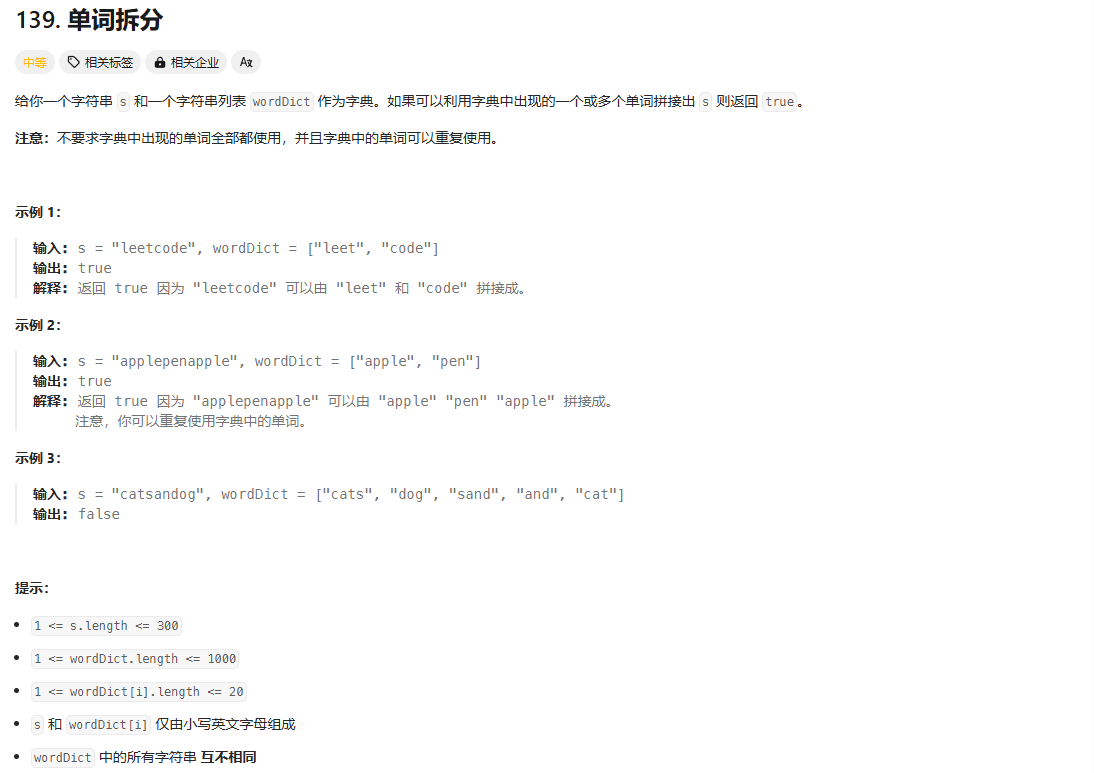 139. 单词拆分
中等 相关标签 相关企业 Aあ
给你一个字符串 s 和一个字符串列表 wordDict 作为字典。如果可以利用字典中出现的一个或多个单词拼接出 s 则返回 true。
注意：不要求字典中出现的单词全部都使用，并且字典中的单词可以重复使用。
示例 1：
输入: s = "leetcode", wordDict = ["leet", "code"]
输出: true
解释: 返回 true 因为 "leetcode" 可以由 "leet" 和 "code" 拼接成。
示例 2：
输入: s = "applepenapple", wordDict = ["apple", "pen"]
输出: true
解释: 返回 true 因为 "applepenapple" 可以由 "apple" "pen" "apple" 拼接成。
注意，你可以重复使用字典中的单词。
示例 3：
输入: s = "catsandog", wordDict = ["cats", "dog", "sand", "and", "cat"]
输出: false
提示：
• 1 <= s.length <= 300
• 1 <= wordDict.length <= 1000
• 1 <= wordDict[i].length <= 20
• s 和 wordDict[i] 仅由小写英文字母组成
• wordDict 中的所有字符串 互不相同